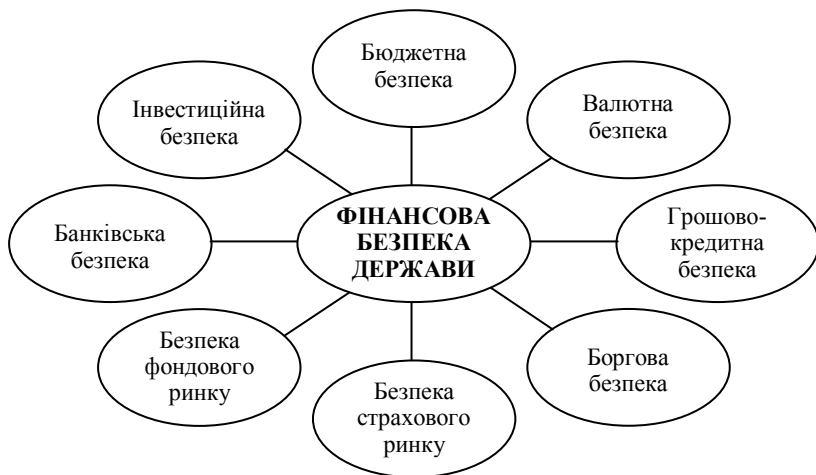 Бюджетна
безпека
Інвестиційна
безпека
Валютна
безпека
ФІНАНСОВА
БЕЗПЕКА
ДЕРЖАВИ
Банківська
безпека
Грошово-
кредитна
безпека
Безпека
фондового
ринку
Безпека
страхового
ринку
Боргова
безпека